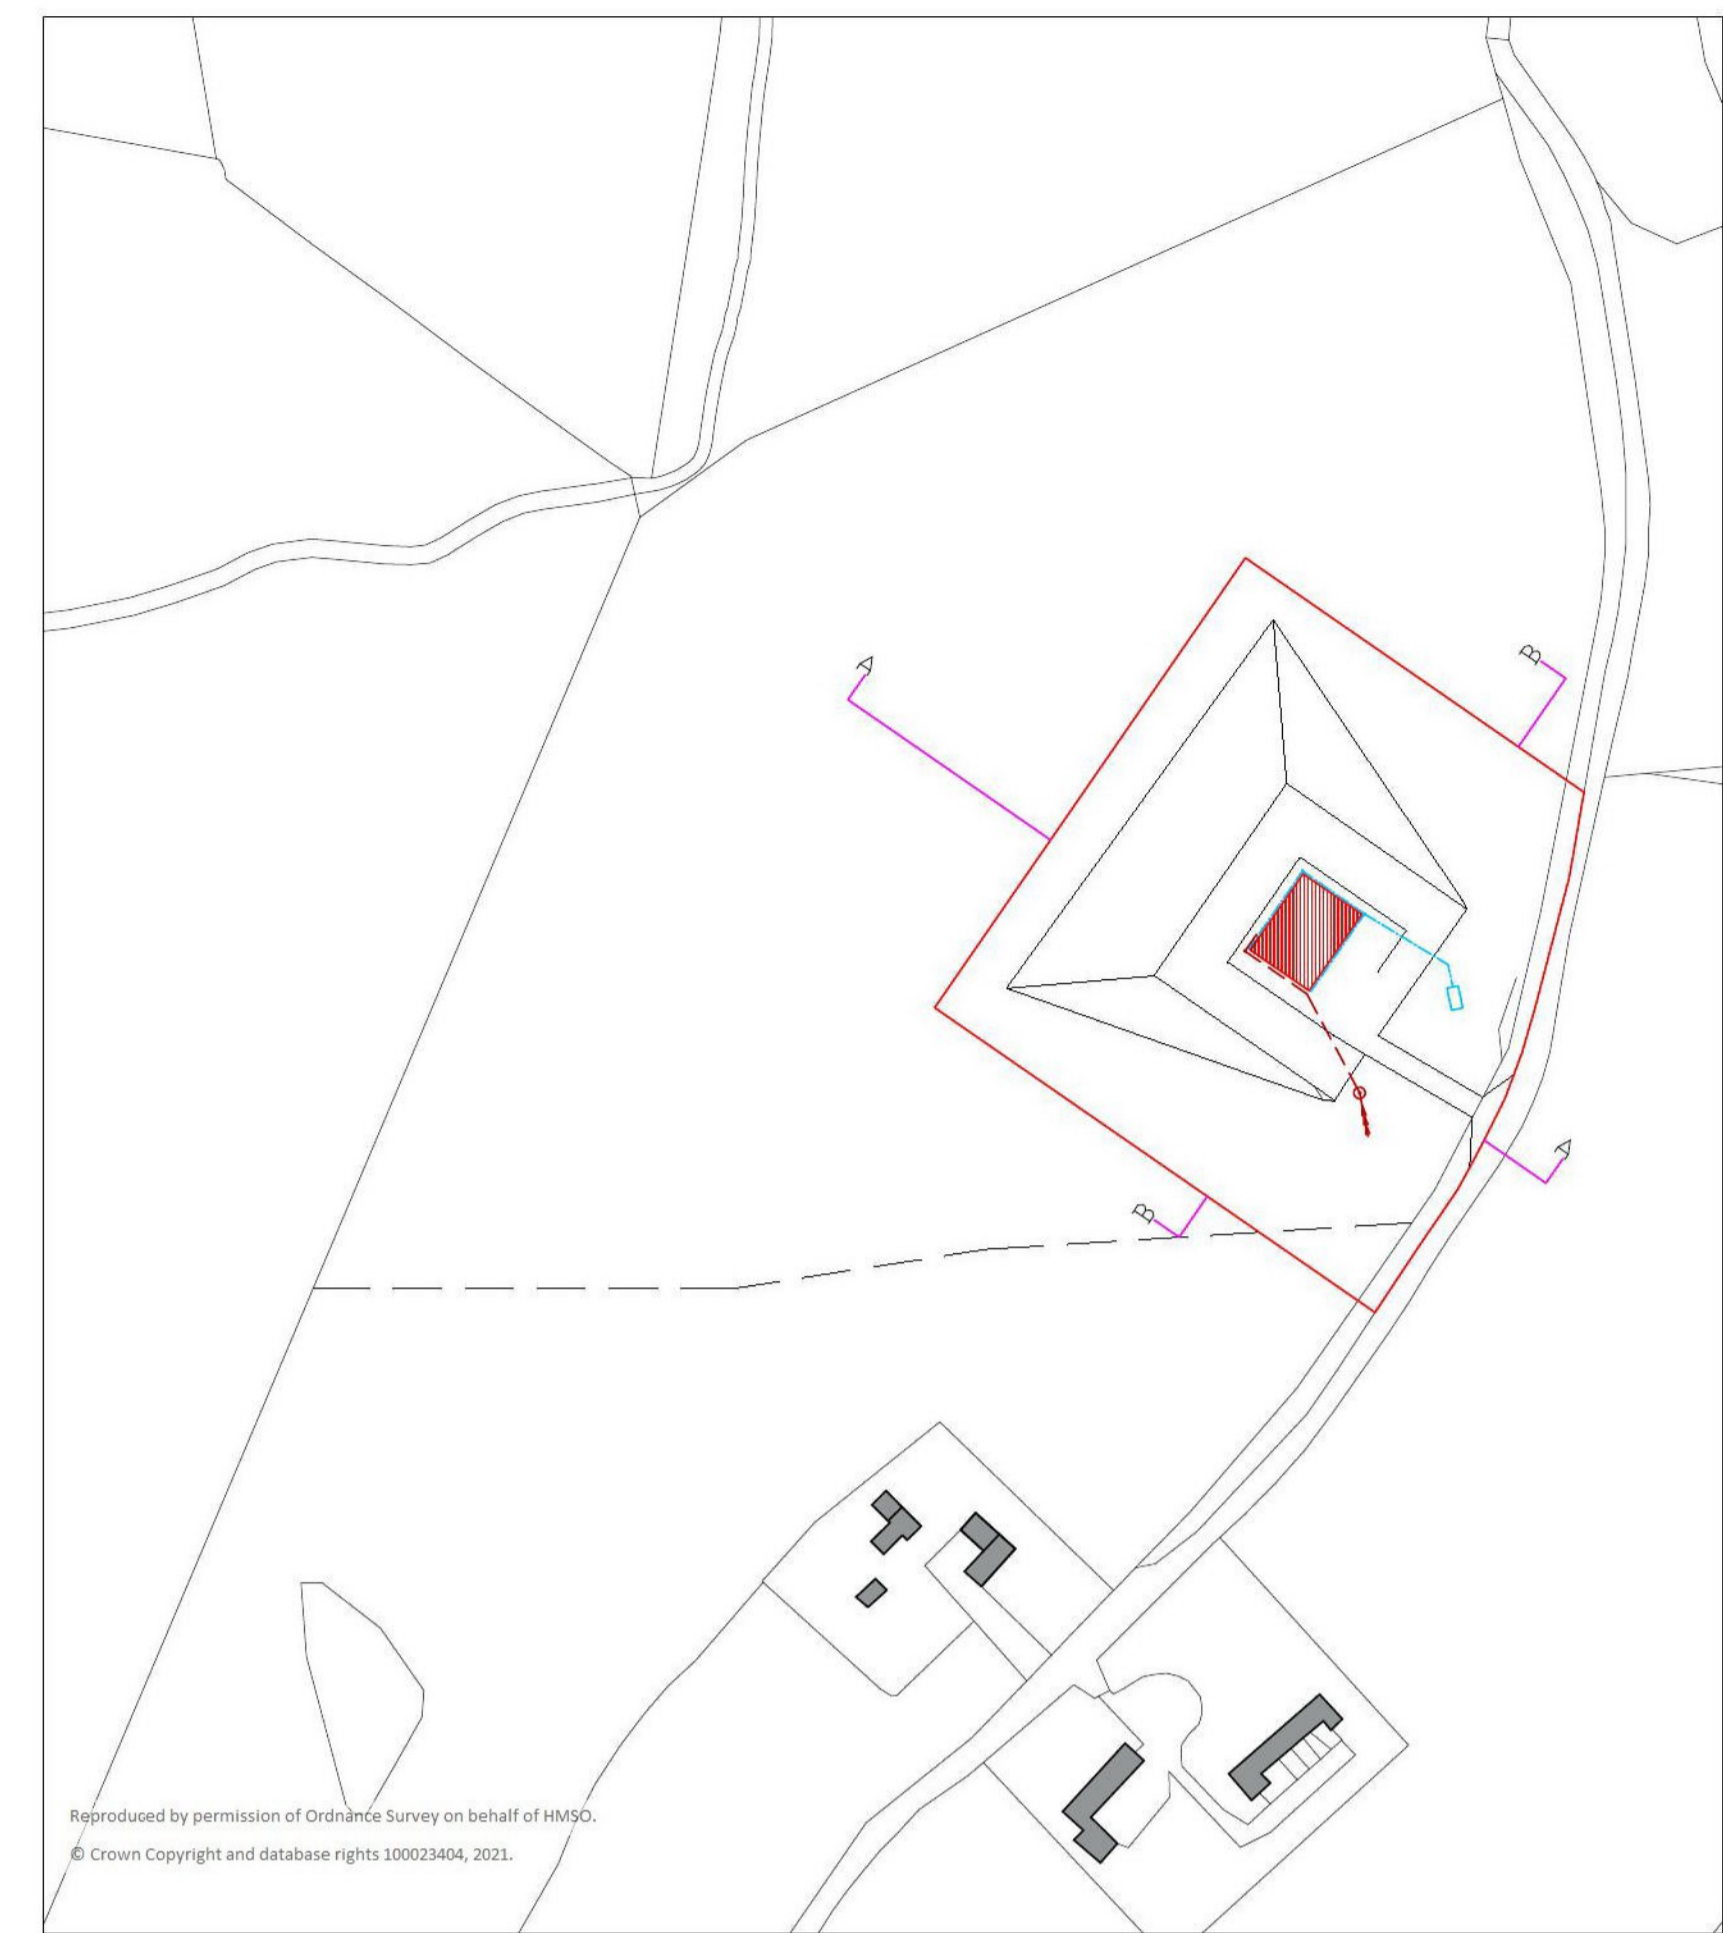 A
B
A
B
Reproduced by permission of Ordnance Survey on behalf of HMSO.
© Crown Copyright and database rights 100023404, 2021.